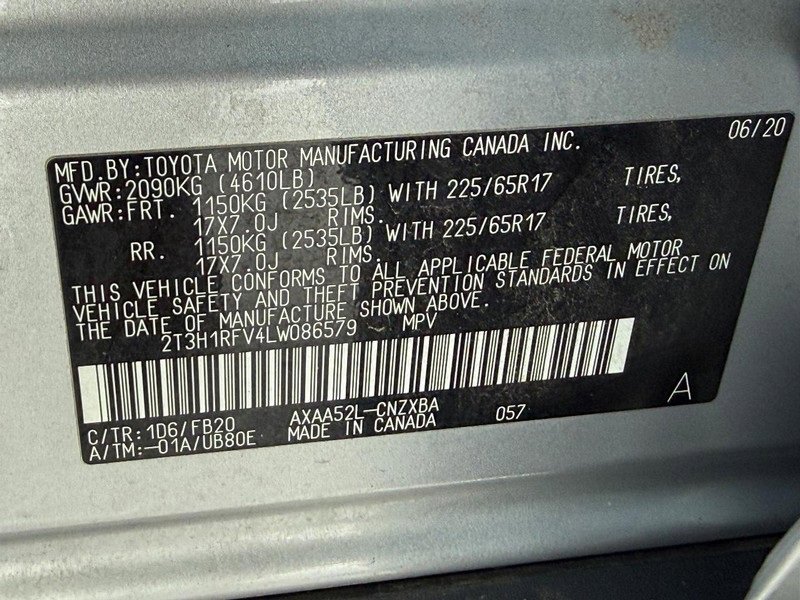 MFD.BY:TOYOTA MOTOR MANUFACTURING CANADA INC. 06/20
GVWR:2090KG (4610LB)
GAWR:FRT. 1150KG (2535LB) WITH 225/65R17 TIRES,
17X7.0J RIMS.
RR. 1150KG (2535LB) WITH 225/65R17 TIRES,
17X7.0J RIMS.
THIS VEHICLE CONFORMS TO ALL APPLICABLE FEDERAL MOTOR
VEHICLE SAFETY AND THEFT PREVENTION STANDARDS IN EFFECT ON
THE DATE OF MANUFACTURE SHOWN ABOVE.
2T3H1RFV4LW086579 MPV
C/TR:1D6/FB20 AXAA52L-CNZXBA 057 A
A/TM:-01A/UB80E MADE IN CANADA